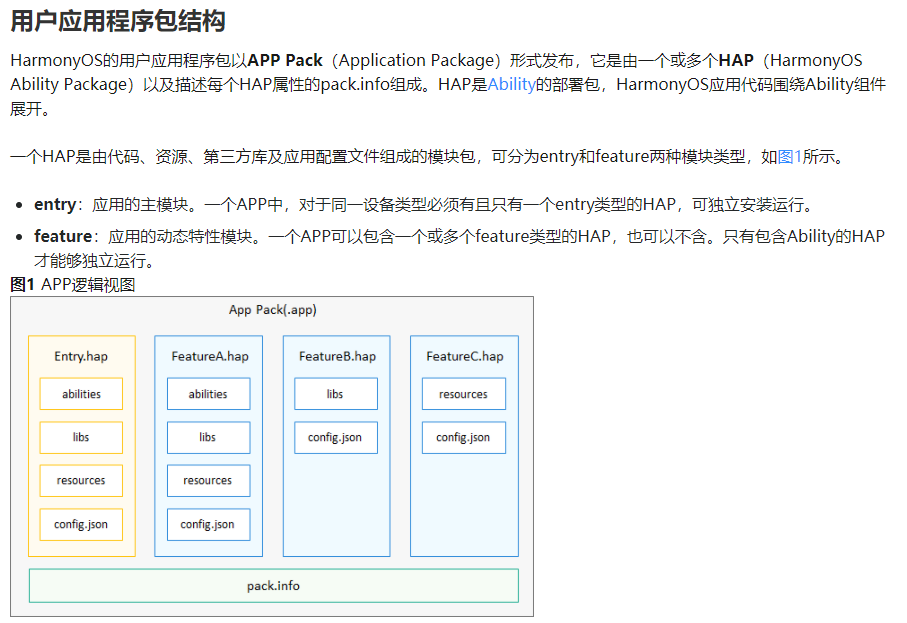 用户应用程序包结构
HarmonyOS的用户应用程序包以APP Pack（Application Package）形式发布，它是由一个或多个HAP（HarmonyOS
Ability Package）以及描述每个HAP属性的pack.info组成。HAP是Ability的部署包，HarmonyOS应用代码围绕Ability组件
展开。
一个HAP是由代码、资源、第三方库及应用配置文件组成的模块包，可分为entry和feature两种模块类型，如图1所示。
• entry：应用的主模块。一个APP中，对于同一设备类型必须有且只有一个entry类型的HAP，可独立安装运行。
• feature：应用的动态特性模块。一个APP可以包含一个或多个feature类型的HAP，也可以不含。只有包含Ability的HAP
才能够独立运行。
图1 APP逻辑视图
App Pack(.app)
Entry.hap
abilities
libs
resources
config.json
FeatureA.hap
abilities
libs
resources
config.json
FeatureB.hap
libs
config.json
FeatureC.hap
resources
config.json
pack.info